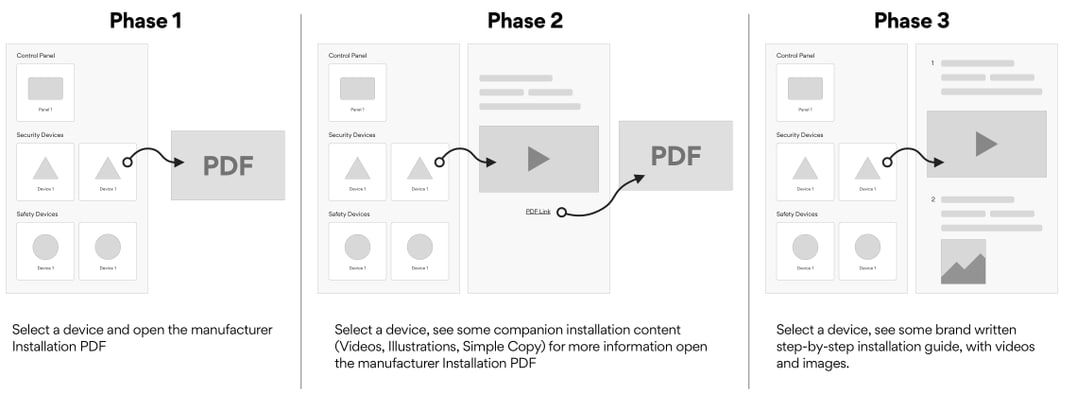 Phase 1
Control Panel
Panel 1
Security Devices
Device 1
Device 1
Safety Devices
Device 1
Device 1
PDF
Select a device and open the manufacturer
Installation PDF
Phase 2
Control Panel
Panel 1
Security Devices
Device 1
Device 1
Safety Devices
Device 1
Device 1
PDF Link
PDF
Select a device, see some companion installation content
(Videos, Illustrations, Simple Copy) for more information open
the manufacturer Installation PDF
Phase 3
Control Panel
Panel 1
Security Devices
Device 1
Device 1
Safety Devices
Device 1
Device 1
1
2
Select a device, see some brand written
step-by-step installation guide, with videos
and images.